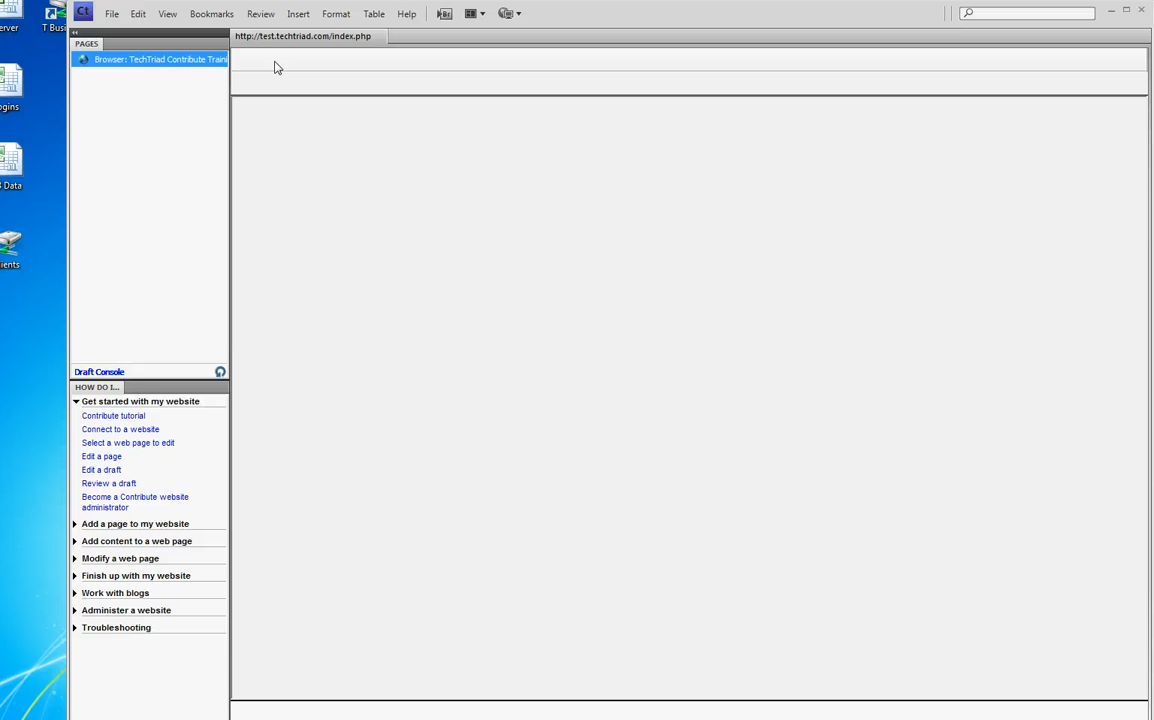 Ct File Edit View Bookmarks Review Insert Format Table Help Br
erver
T Busi
http://test.techtriad.com/index.php
PAGES
Browser: TechTriad Contribute Traini
ogins
Data
ients
Draft Console
HOW DO I...
Get started with my website
Contribute tutorial
Connect to a website
Select a web page to edit
Edit a page
Edit a draft
Review a draft
Become a Contribute website
administrator
Add a page to my website
Add content to a web page
Modify a web page
Finish up with my website
Work with blogs
Administer a website
Troubleshooting